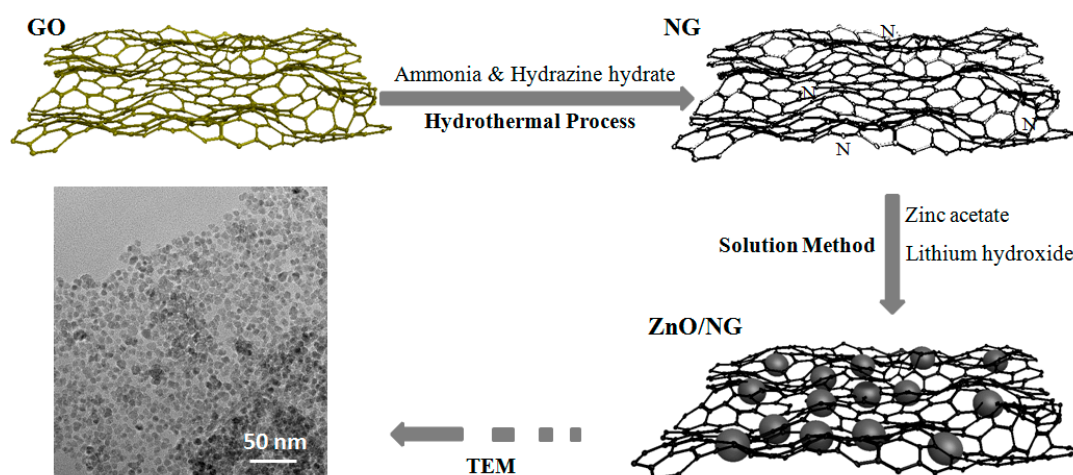 GO
NG
N
Ammonia & Hydrazine hydrate
N
Hydrothermal Process
N
N
Zinc acetate
Solution Method
Lithium hydroxide
ZnO/NG
50 nm
TEM